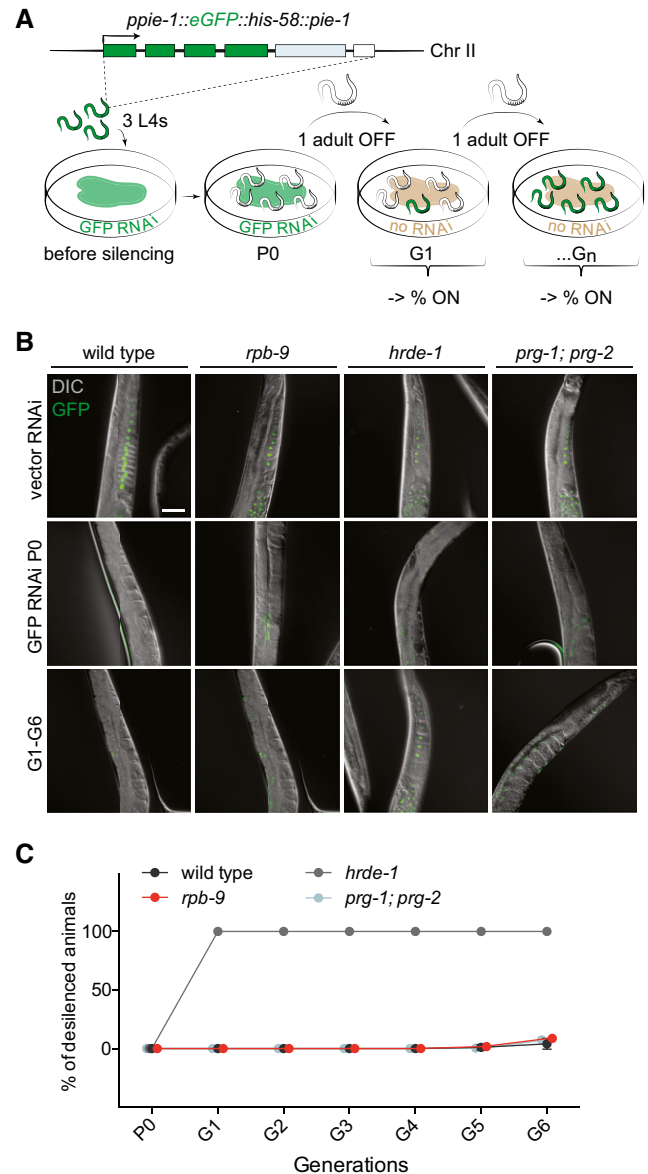 A
ppie-1::eGFP::his-58::pie-1
Chr II
3 L4s
1 adult OFF
1 adult OFF
GFP RNAi
GFP RNAi
no RNAi
no RNAi
before silencing
P0
G1
...Gn
-> % ON
-> % ON
B
wild type
rpb-9
hrde-1
prg-1; prg-2
DIC
GFP
vector RNAi
GFP RNAi P0
G1-G6
C
wild type
hrde-1
rpb-9
prg-1; prg-2
% of desilenced animals
100
50
0
P0
G1
G2
G3
G4
G5
G6
Generations